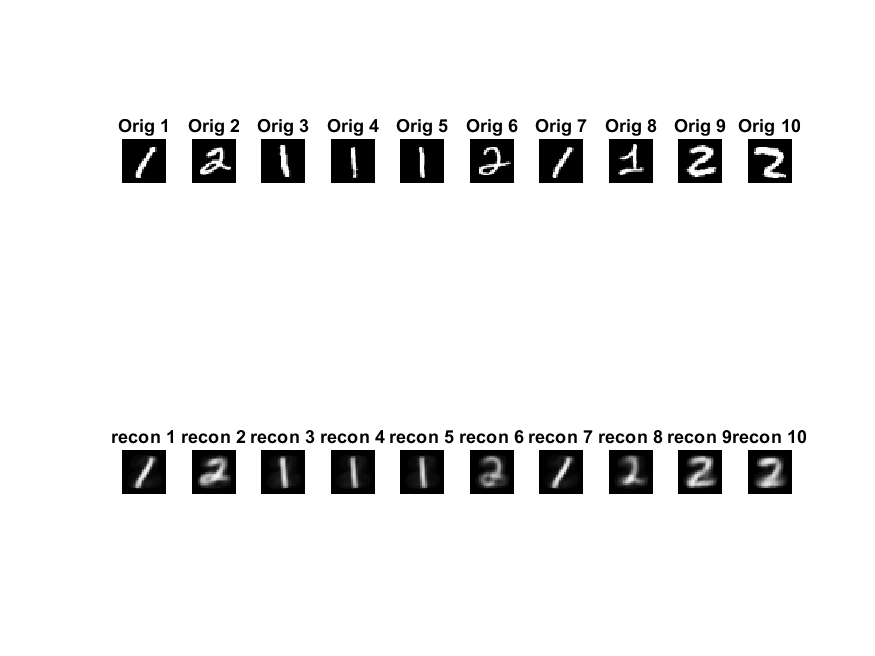 Orig 1 Orig 2 Orig 3 Orig 4 Orig 5 Orig 6 Orig 7 Orig 8 Orig 9 Orig 10
1 2 1 1 1 2 1 1 2 2
recon 1 recon 2 recon 3 recon 4 recon 5 recon 6 recon 7 recon 8 recon 9 recon 10
1 2 1 1 1 2 1 2 2 2